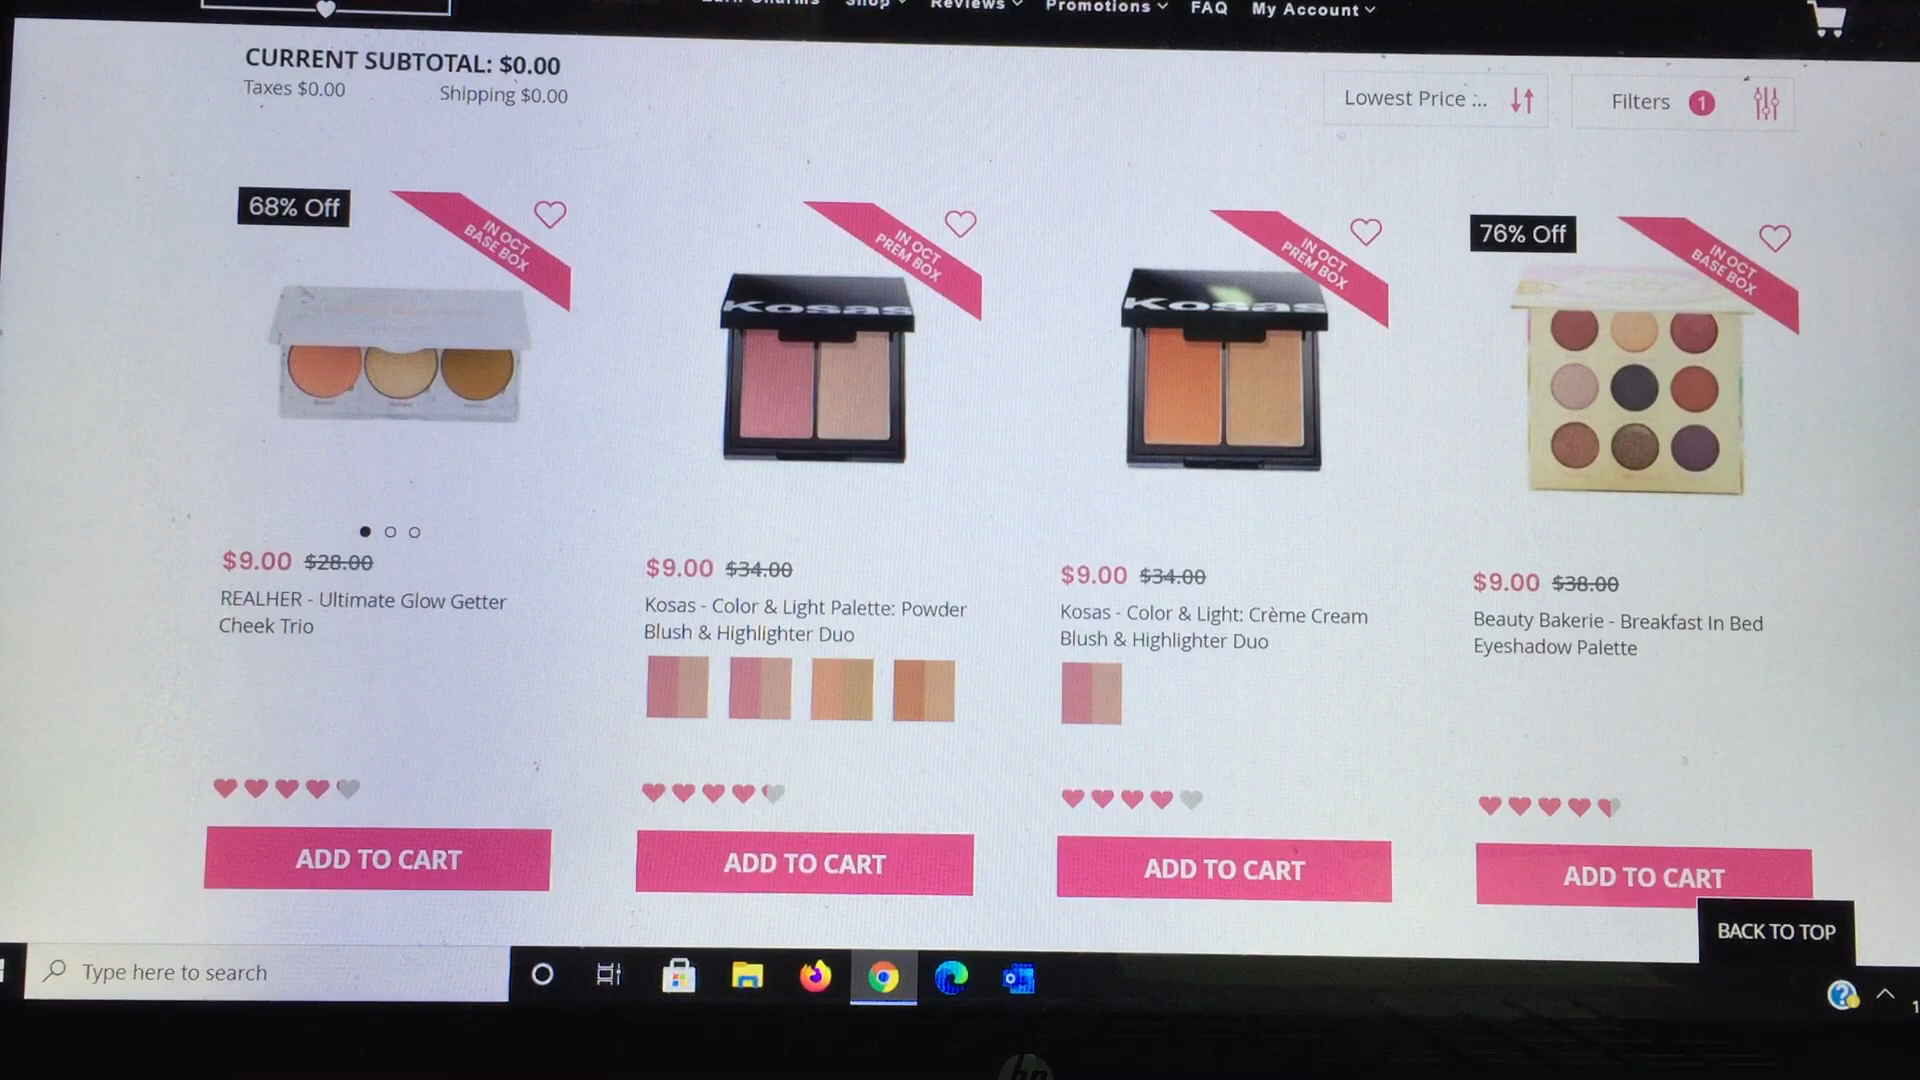 Shop Reviews Promotions FAQ My Account
CURRENT SUBTOTAL: $0.00
Taxes $0.00 Shipping $0.00
Lowest Price :.. Filters 1
68% Off
IN OCT
BASE BOX
IN OCT
PREM BOX
IN OCT
PREM BOX
76% Off
IN OCT
BASE BOX
Kosas
Kosas
$9.00 $28.00
REALHER - Ultimate Glow Getter
Cheek Trio
$9.00 $34.00
Kosas - Color & Light Palette: Powder
Blush & Highlighter Duo
$9.00 $34.00
Kosas - Color & Light: Crème Cream
Blush & Highlighter Duo
$9.00 $38.00
Beauty Bakerie - Breakfast In Bed
Eyeshadow Palette
ADD TO CART
ADD TO CART
ADD TO CART
ADD TO CART
BACK TO TOP
Type here to search
hp